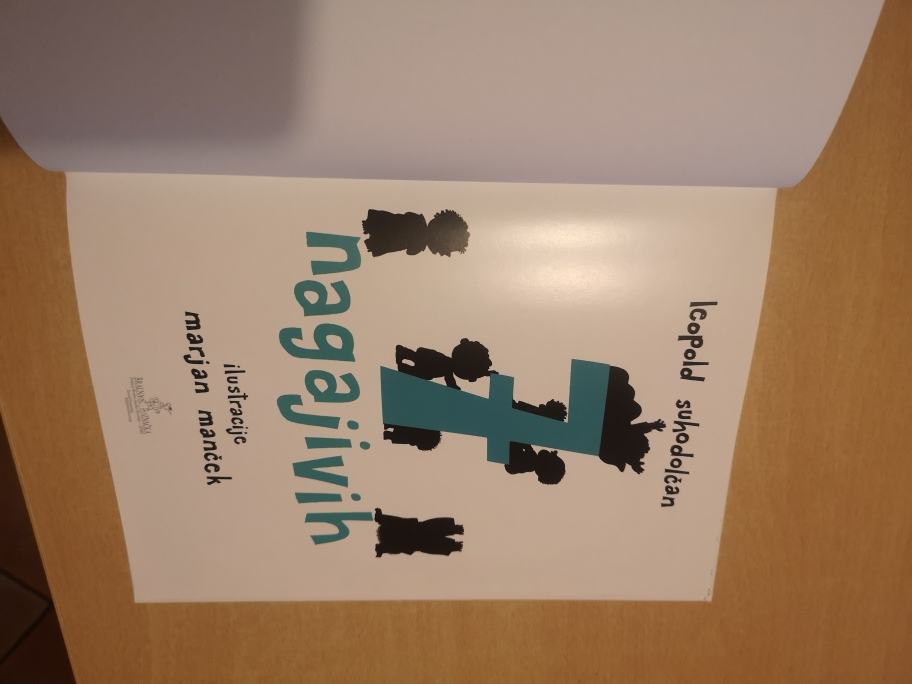 leopold suhodolčan
7
nagajivih
ilustracije
marjan manček